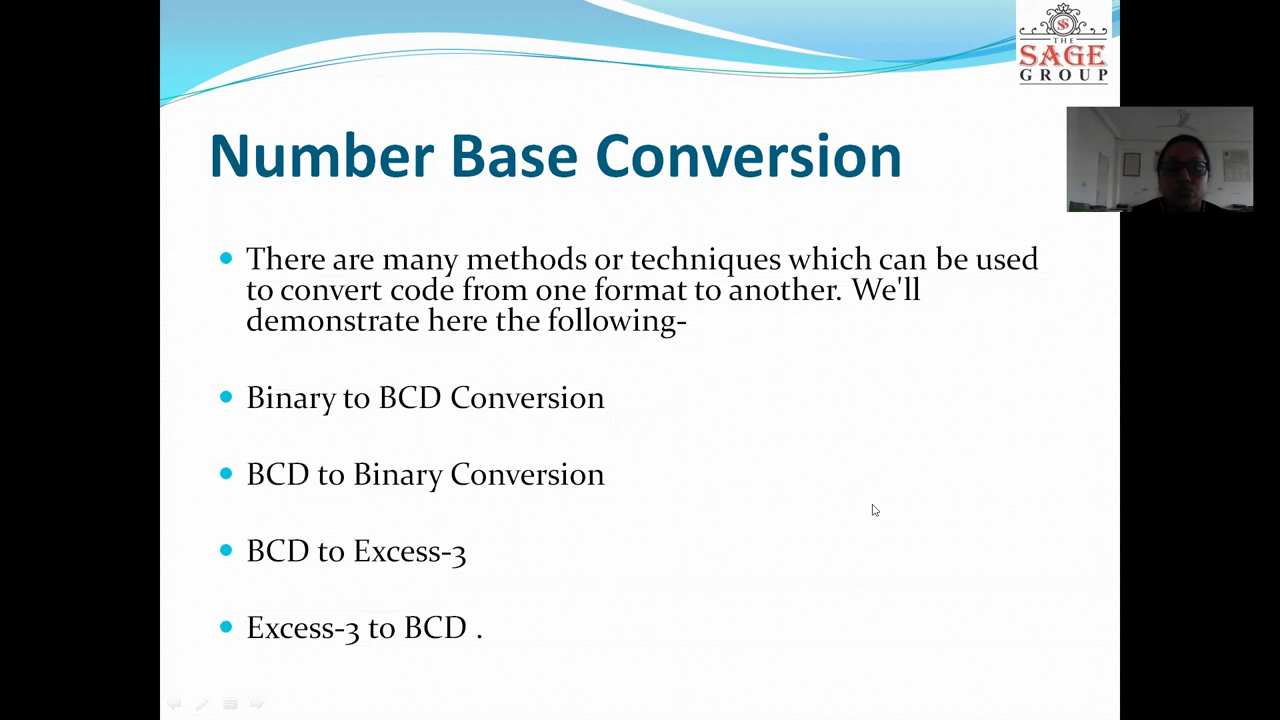 THE
SAGE
GROUP
Number Base Conversion
There are many methods or techniques which can be used
to convert code from one format to another. We'll
demonstrate here the following-
Binary to BCD Conversion
BCD to Binary Conversion
BCD to Excess-3
Excess-3 to BCD .